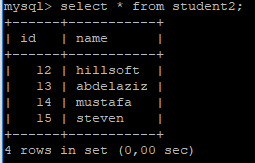 mysql> select * from student2;
+------+-----------+
| id   | name      |
+------+-----------+
|   12 | hillsoft  |
|   13 | abdelaziz |
|   14 | mustafa   |
|   15 | steven    |
+------+-----------+
4 rows in set (0,00 sec)